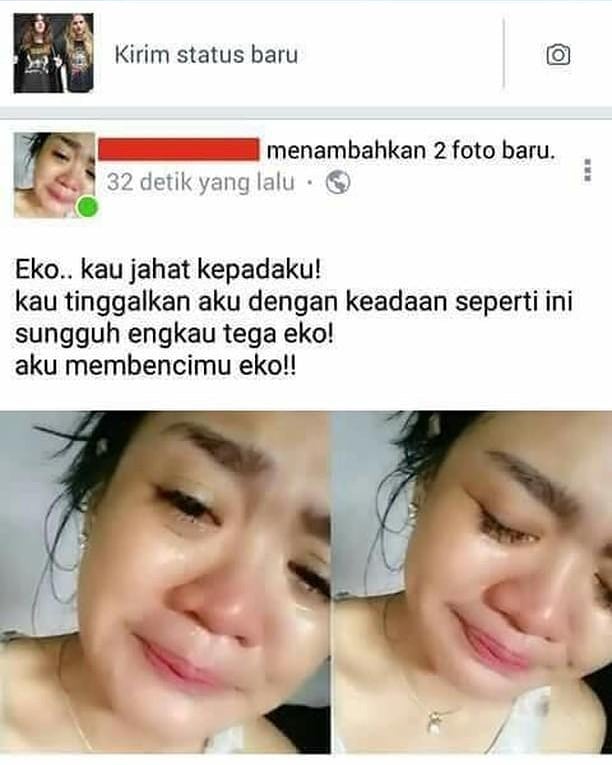 Kirim status baru
menambahkan 2 foto baru.
32 detik yang lalu ·
Eko.. kau jahat kepadaku!
kau tinggalkan aku dengan keadaan seperti ini
sungguh engkau tega eko!
aku membencimu eko!!